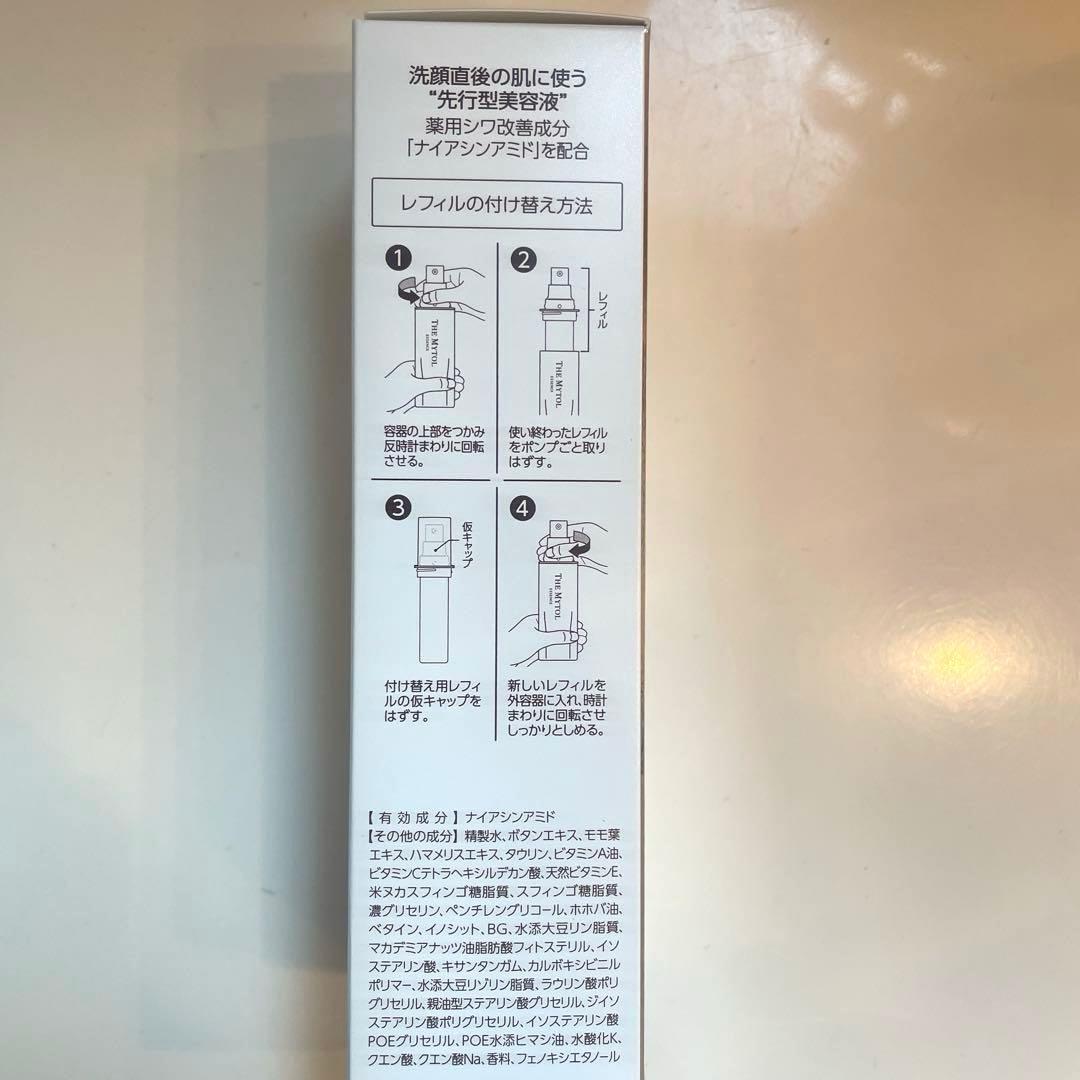 洗顔直後の肌に使う
“先行型美容液”
薬用シワ改善成分
「ナイアシンアミド」を配合
レフィルの付け替え方法
1
THE MYTOL
ESSENCE
容器の上部をつかみ
反時計まわりに回転
させる。
2
レフィル
THE MYTOL
ESSENCE
使い終わったレフィル
をポンプごと取り
はずす。
3
仮キャップ
付け替え用レフィ
ルの仮キャップを
はずす。
4
THE MYTOL
ESSENCE
新しいレフィルを
外容器に入れ、時計
まわりに回転させ
しっかりとしめる。
【有効成分】ナイアシンアミド
【その他の成分】精製水、ボタンエキス、モモ葉
エキス、ハマメリスエキス、タウリン、ビタミンA油、
ビタミンCテトラヘキシルデカン酸、天然ビタミンE、
米ヌカスフィンゴ糖脂質、スフィンゴ糖脂質、
濃グリセリン、ペンチレングリコール、ホホバ油、
ベタイン、イノシット、BG、水添大豆リン脂質、
マカデミアナッツ油脂肪酸フィトステリル、イソ
ステアリン酸、キサンタンガム、カルボキシビニル
ポリマー、水添大豆リゾリン脂質、ラウリン酸ポリ
グリセリル、親油型ステアリン酸グリセリル、ジイソ
ステアリン酸ポリグリセリル、イソステアリン酸
POEグリセリル、POE水添ヒマシ油、水酸化K、
クエン酸、クエン酸Na、香料、フェノキシエタノール